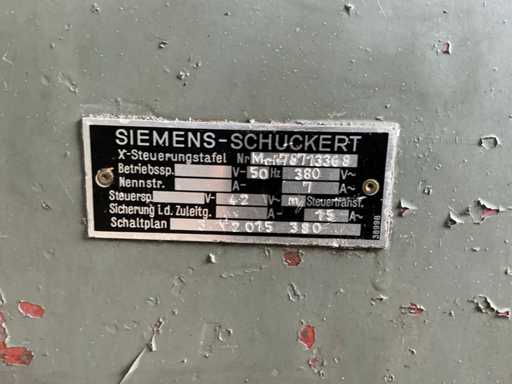 SIEMENS-SCHUCKERT
X-Steuerungstafel Nr
Betriebssp. V- 50 Hz 380 V~
Nennstr. A- 7 A~
Steuersp. V- 42 V~ m. Steuertransf.
Sicherung i.d. Zuleitg. A- 15 A~
Schaltplan 2015 380